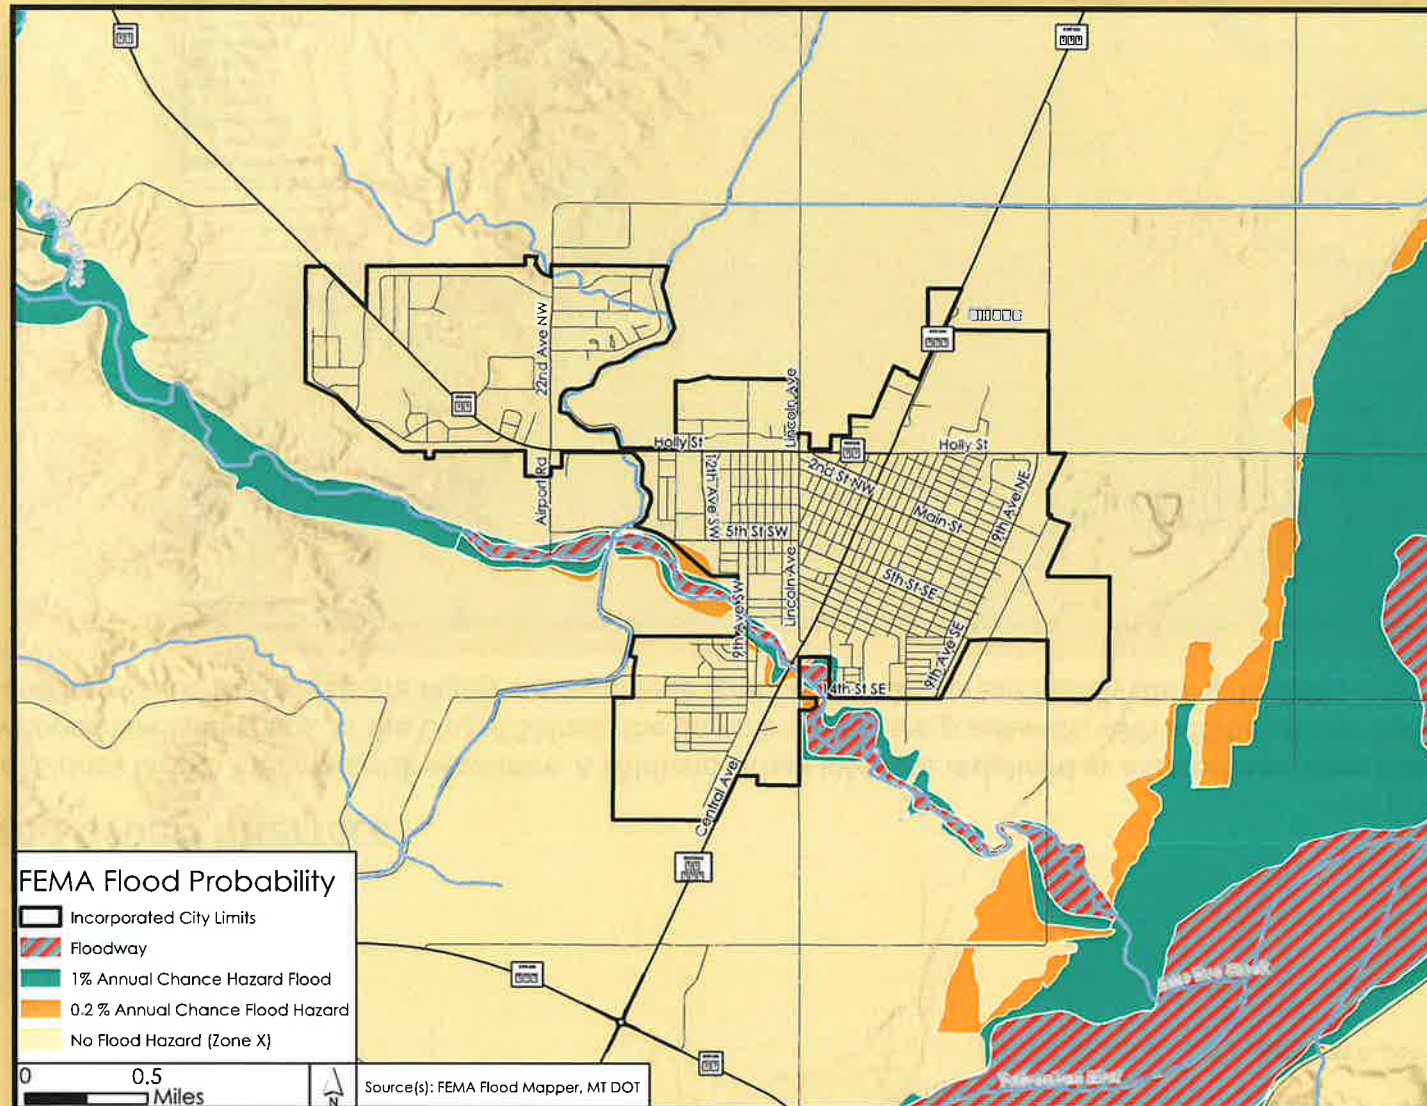 22nd Ave NW
Lincoln Ave
Holly St
Holly St
2nd St NW
12th Ave SW
Airport Rd
Main St
9th Ave NE
5th St SW
Lincoln Ave
5th St SE
9th Ave SW
9th Ave SE
14th St SE
Central Ave
FEMA Flood Probability
Incorporated City Limits
Floodway
1% Annual Chance Hazard Flood
0.2 % Annual Chance Flood Hazard
No Flood Hazard (Zone X)
0 0.5
Miles
N
Source(s): FEMA Flood Mapper, MT DOT